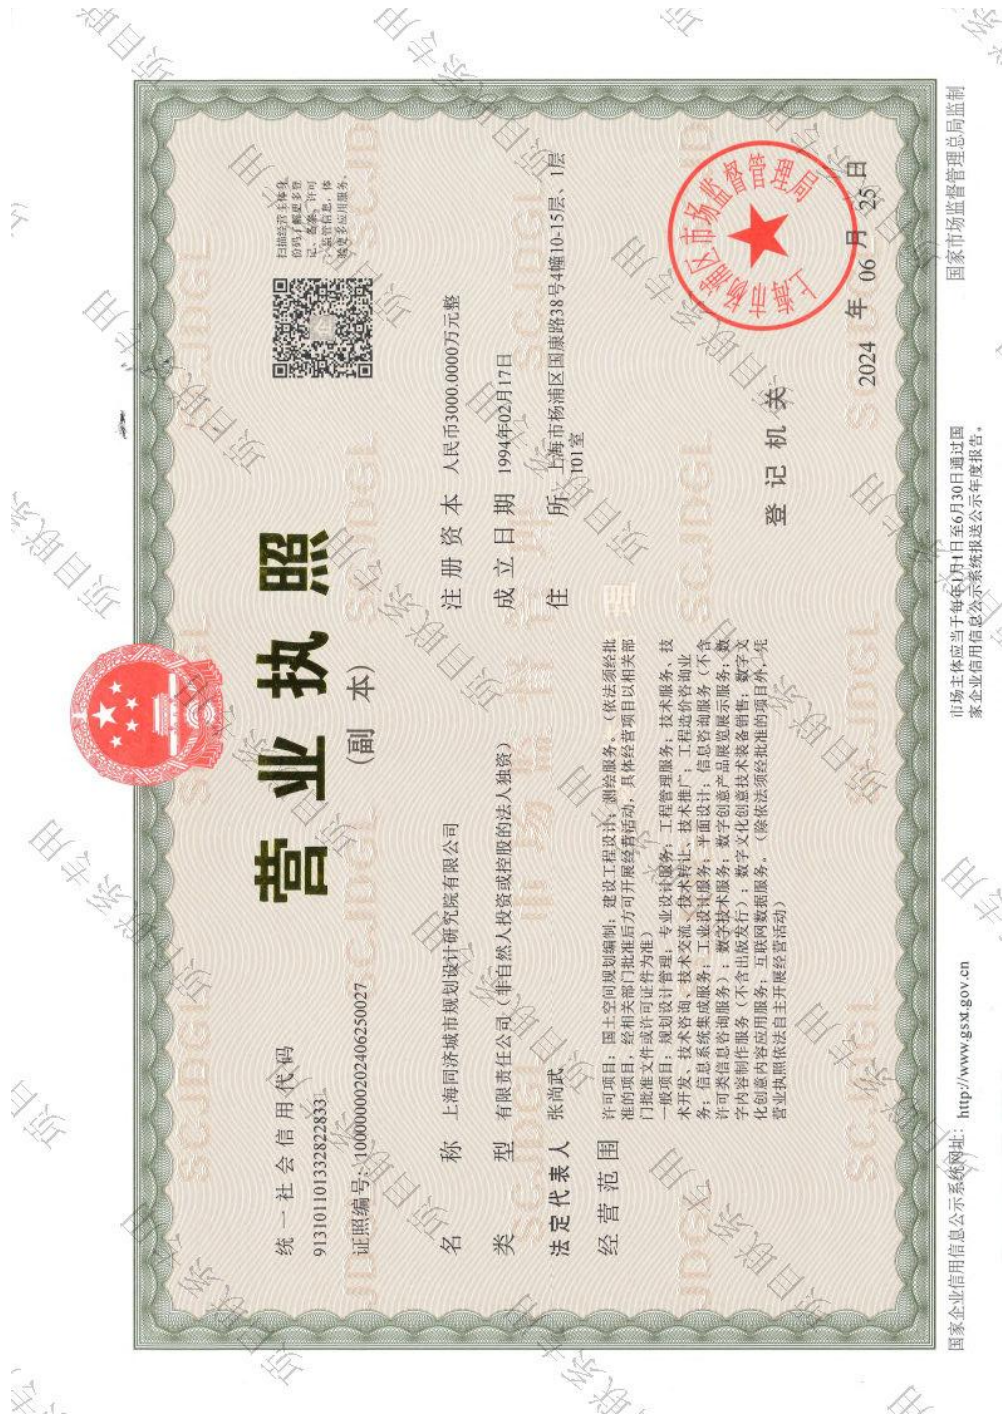 营业执照
(副 本)
统一社会信用代码
91310110133282283​3
证照编号：10000000202406250027
扫描经营主体身
份码了解更多登
记、备案、许可
、监管信息，体
验更多应用服务。
名称 上海同济城市规划设计研究院有限公司
类型 有限责任公司（非自然人投资或控股的法人独资）
法定代表人 张尚武
经营范围
许可项目：国土空间规划编制；建设工程设计；测绘服务。（依法须经批
准的项目，经相关部门批准后方可开展经营活动，具体经营项目以相关部
门批准文件或许可证件为准）
一般项目：规划设计管理；专业设计服务；工程管理服务；技术服务、技
术开发、技术咨询、技术交流、技术转让、技术推广；工程造价咨询业
务；信息系统集成服务；工业设计服务；平面设计；信息咨询服务（不含
许可类信息咨询服务）；数字技术服务；数字创意产品展览展示服务；数
字内容制作服务（不含出版发行）；数字文化创意技术装备销售；数字文
化创意内容应用服务；互联网数据服务。（除依法须经批准的项目外，凭
营业执照依法自主开展经营活动）
注册资本 人民币3000.0000万元整
成立日期 1994年02月17日
住所 上海市杨浦区国康路38号4幢10-15层、1层
101室
登记机关
上海市杨浦区市场监督管理局
2024 年 06 月 25 日
国家企业信用信息公示系统网址：http://www.gsxt.gov.cn
市场主体应当于每年1月1日至6月30日通过国
家企业信用信息公示系统报送公示年度报告。
国家市场监督管理总局监制
项目联系专用
SCJDGL